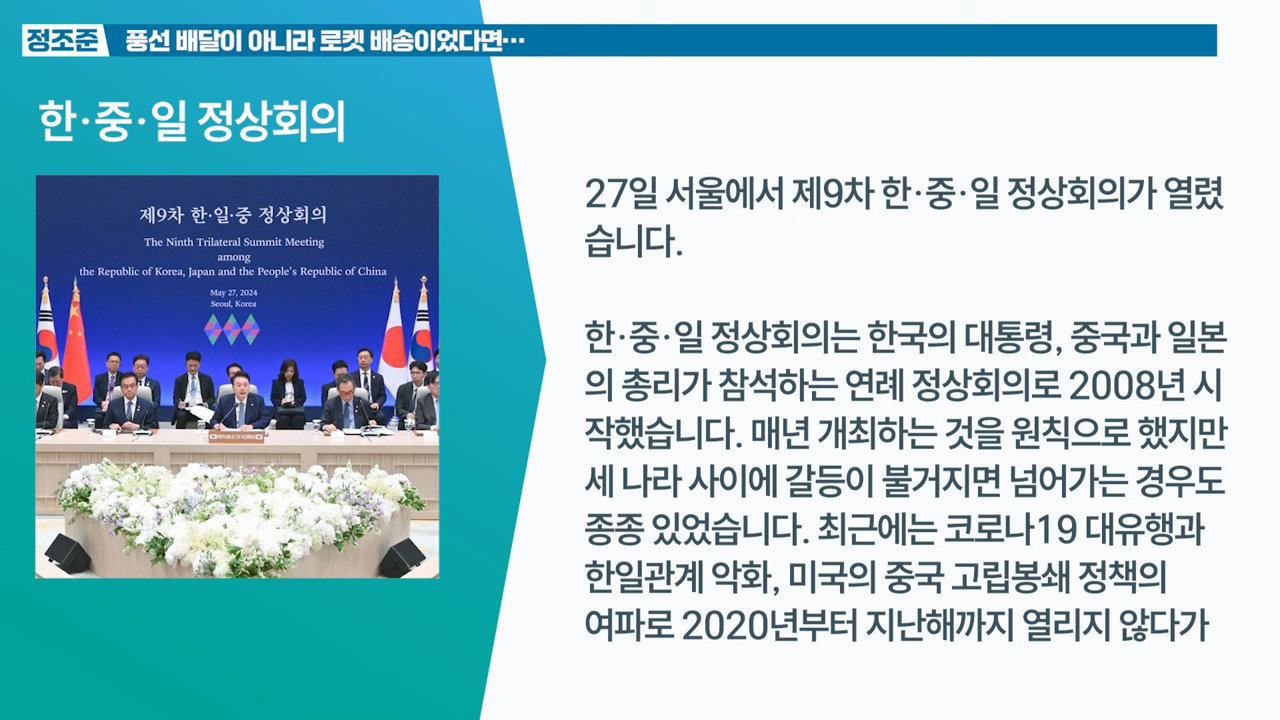 정조준 풍선 배달이 아니라 로켓 배송이었다면…
한·중·일 정상회의
제9차 한·일·중 정상회의
The Ninth Trilateral Summit Meeting
among
the Republic of Korea, Japan and the People's Republic of China
May 27, 2024
Seoul, Korea
REPUBLIC OF KOREA
27일 서울에서 제9차 한·중·일 정상회의가 열렸
습니다.
한·중·일 정상회의는 한국의 대통령, 중국과 일본
의 총리가 참석하는 연례 정상회의로 2008년 시
작했습니다. 매년 개최하는 것을 원칙으로 했지만
세 나라 사이에 갈등이 불거지면 넘어가는 경우도
종종 있었습니다. 최근에는 코로나19 대유행과
한일관계 악화, 미국의 중국 고립봉쇄 정책의
여파로 2020년부터 지난해까지 열리지 않다가